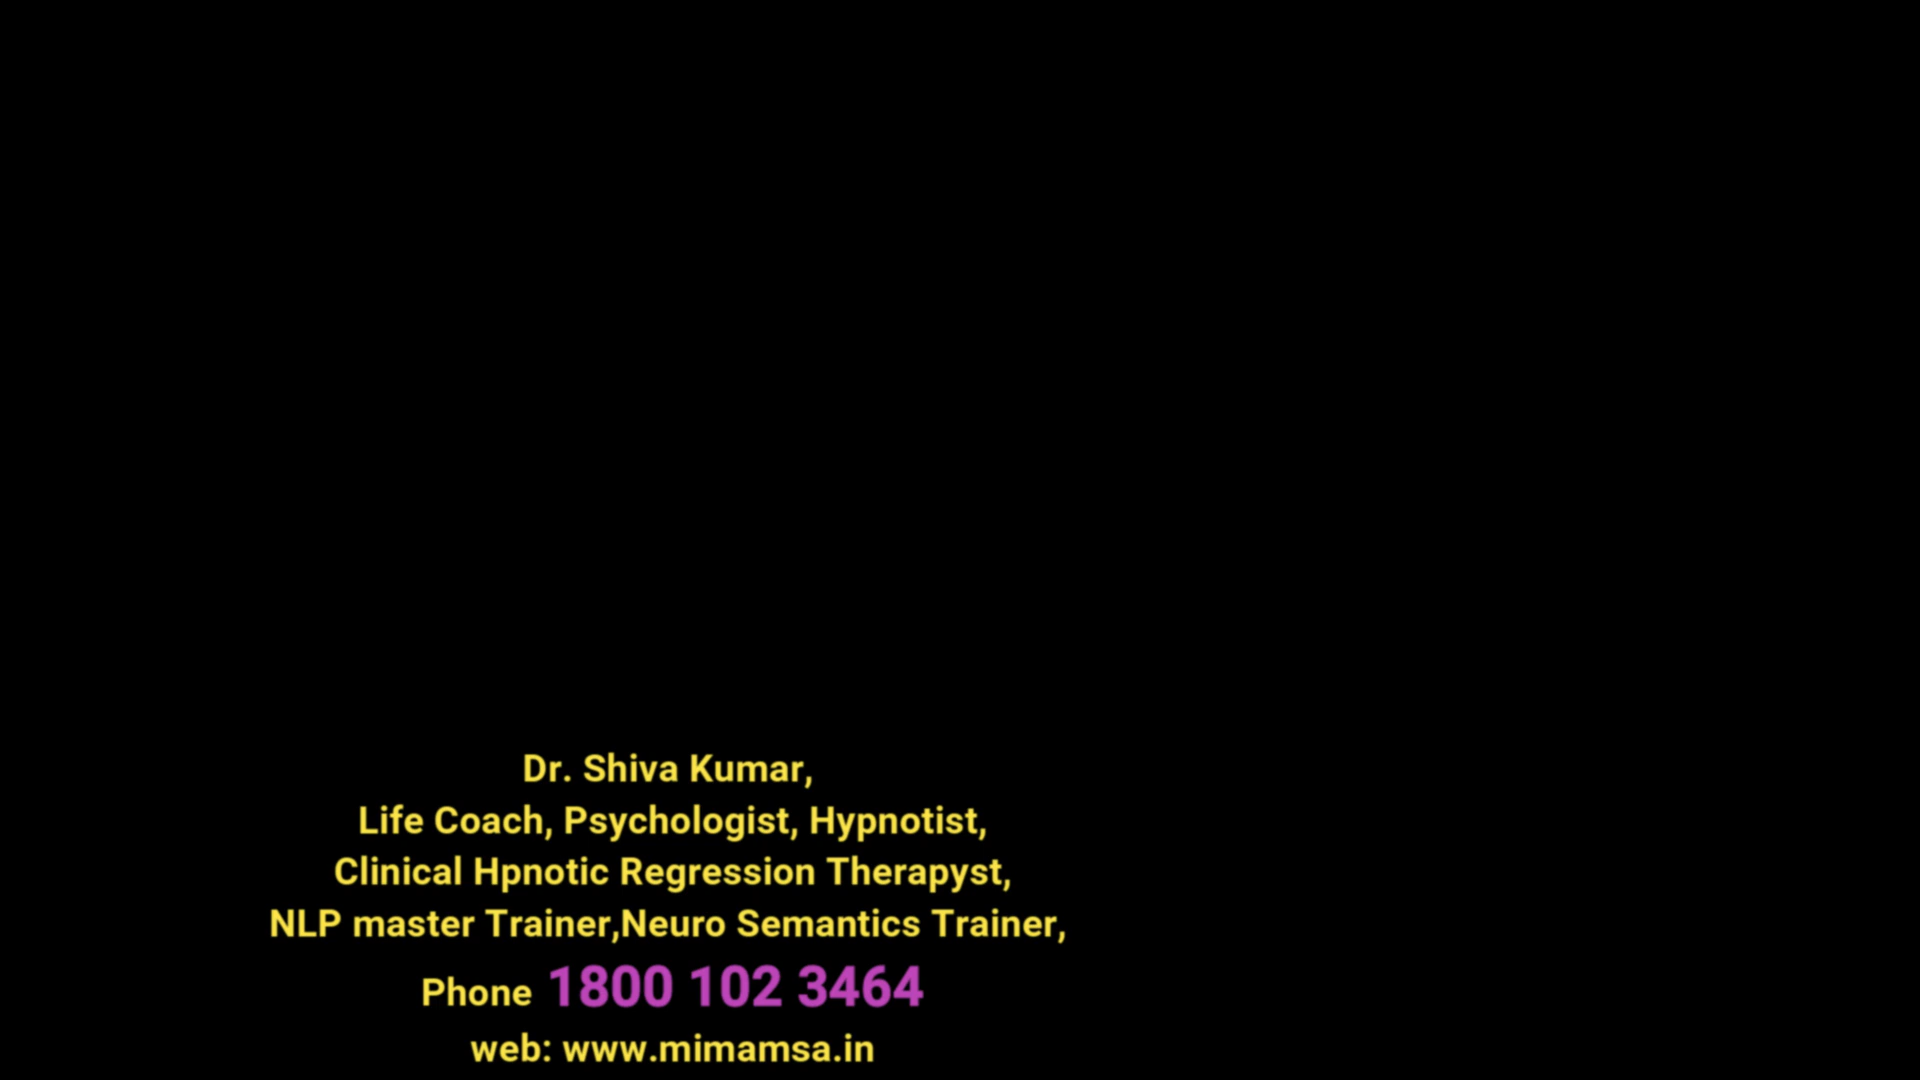 Dr. Shiva Kumar,
Life Coach, Psychologist, Hypnotist,
Clinical Hpnotic Regression Therapyst,
NLP master Trainer,Neuro Semantics Trainer,
Phone 1800 102 3464
web: www.mimamsa.in